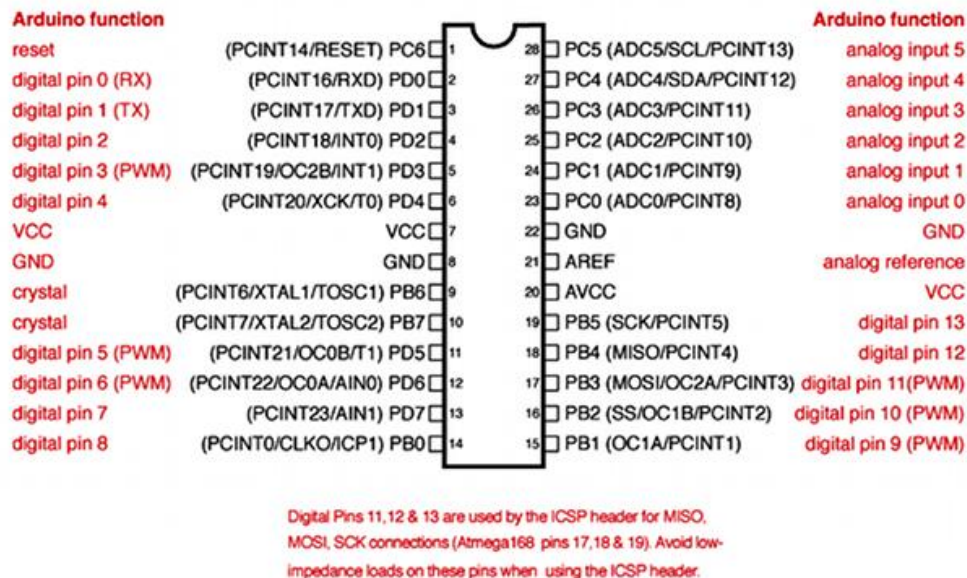 Arduino function Arduino function
reset (PCINT14/RESET) PC6 1 28 PC5 (ADC5/SCL/PCINT13) analog input 5
digital pin 0 (RX) (PCINT16/RXD) PD0 2 27 PC4 (ADC4/SDA/PCINT12) analog input 4
digital pin 1 (TX) (PCINT17/TXD) PD1 3 26 PC3 (ADC3/PCINT11) analog input 3
digital pin 2 (PCINT18/INT0) PD2 4 25 PC2 (ADC2/PCINT10) analog input 2
digital pin 3 (PWM) (PCINT19/OC2B/INT1) PD3 5 24 PC1 (ADC1/PCINT9) analog input 1
digital pin 4 (PCINT20/XCK/T0) PD4 6 23 PC0 (ADC0/PCINT8) analog input 0
VCC VCC 7 22 GND GND
GND GND 8 21 AREF analog reference
crystal (PCINT6/XTAL1/TOSC1) PB6 9 20 AVCC VCC
crystal (PCINT7/XTAL2/TOSC2) PB7 10 19 PB5 (SCK/PCINT5) digital pin 13
digital pin 5 (PWM) (PCINT21/OC0B/T1) PD5 11 18 PB4 (MISO/PCINT4) digital pin 12
digital pin 6 (PWM) (PCINT22/OC0A/AIN0) PD6 12 17 PB3 (MOSI/OC2A/PCINT3) digital pin 11(PWM)
digital pin 7 (PCINT23/AIN1) PD7 13 16 PB2 (SS/OC1B/PCINT2) digital pin 10 (PWM)
digital pin 8 (PCINT0/CLKO/ICP1) PB0 14 15 PB1 (OC1A/PCINT1) digital pin 9 (PWM)
Digital Pins 11,12 & 13 are used by the ICSP header for MISO,
MOSI, SCK connections (Atmega168 pins 17,18 & 19). Avoid low-
impedance loads on these pins when using the ICSP header.